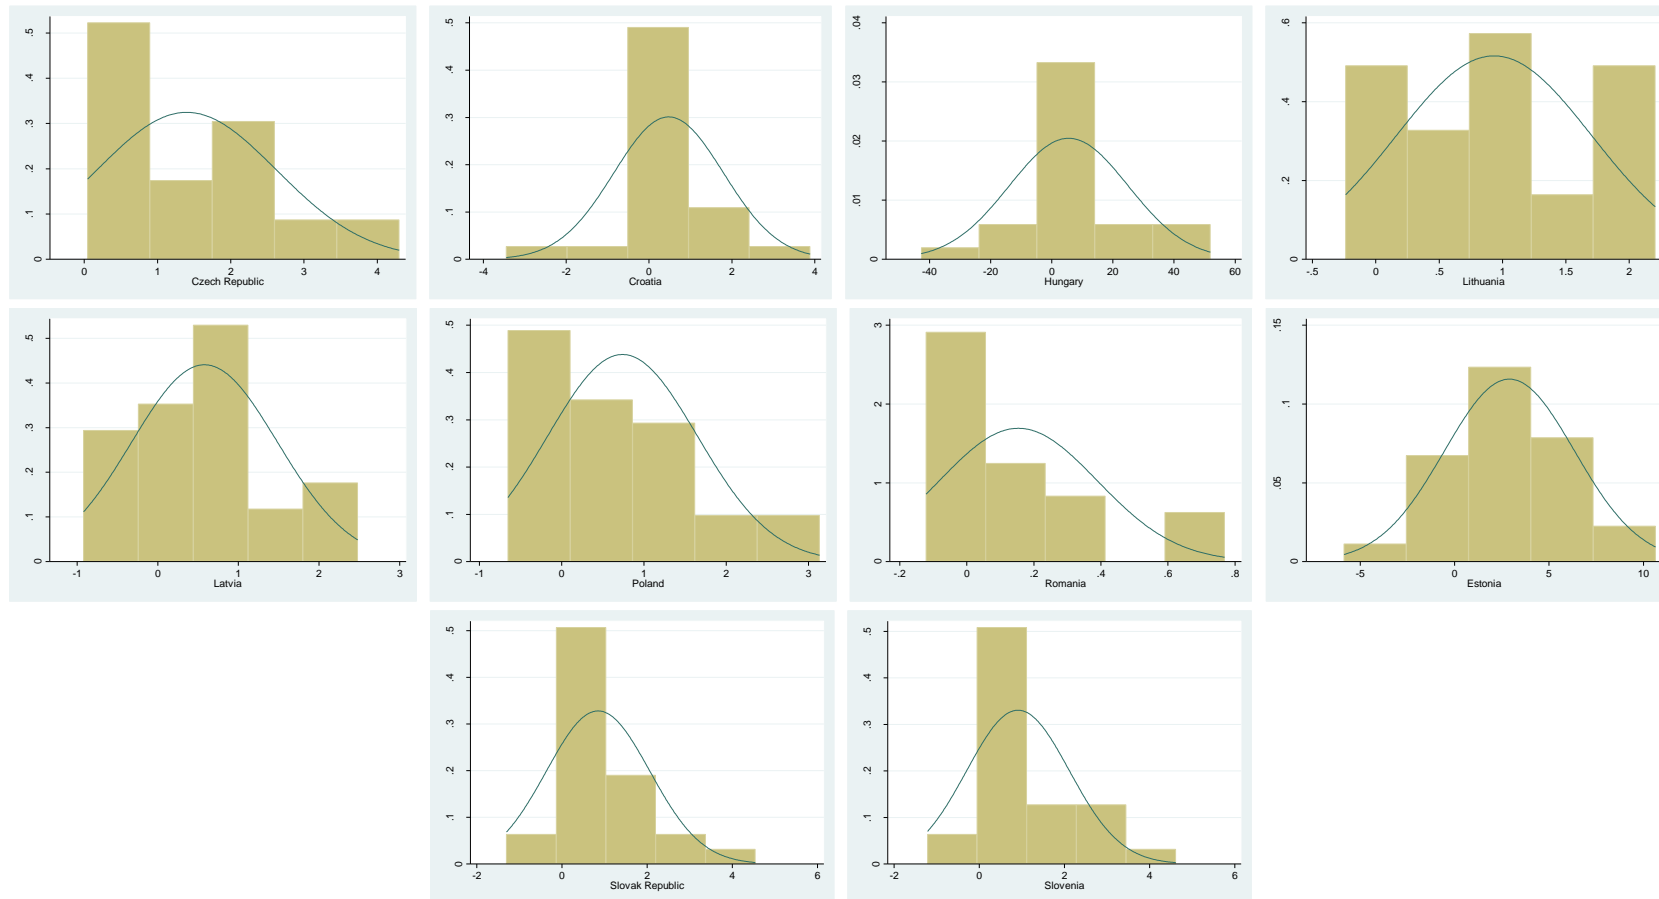 0 .1 .2 .3 .4 .5
0 1 2 3 4
Czech Republic
0 .1 .2 .3 .4 .5
-4 -2 0 2 4
Croatia
0 .01 .02 .03 .04
-40 -20 0 20 40 60
Hungary
0 .2 .4 .6
-.5 0 .5 1 1.5 2
Lithuania
0 .1 .2 .3 .4 .5
-1 0 1 2 3
Latvia
0 .1 .2 .3 .4 .5
-1 0 1 2 3
Poland
0 1 2 3
-.2 0 .2 .4 .6 .8
Romania
0 .05 .1 .15
-5 0 5 10
Estonia
0 .1 .2 .3 .4 .5
-2 0 2 4 6
Slovak Republic
0 .1 .2 .3 .4 .5
-2 0 2 4 6
Slovenia